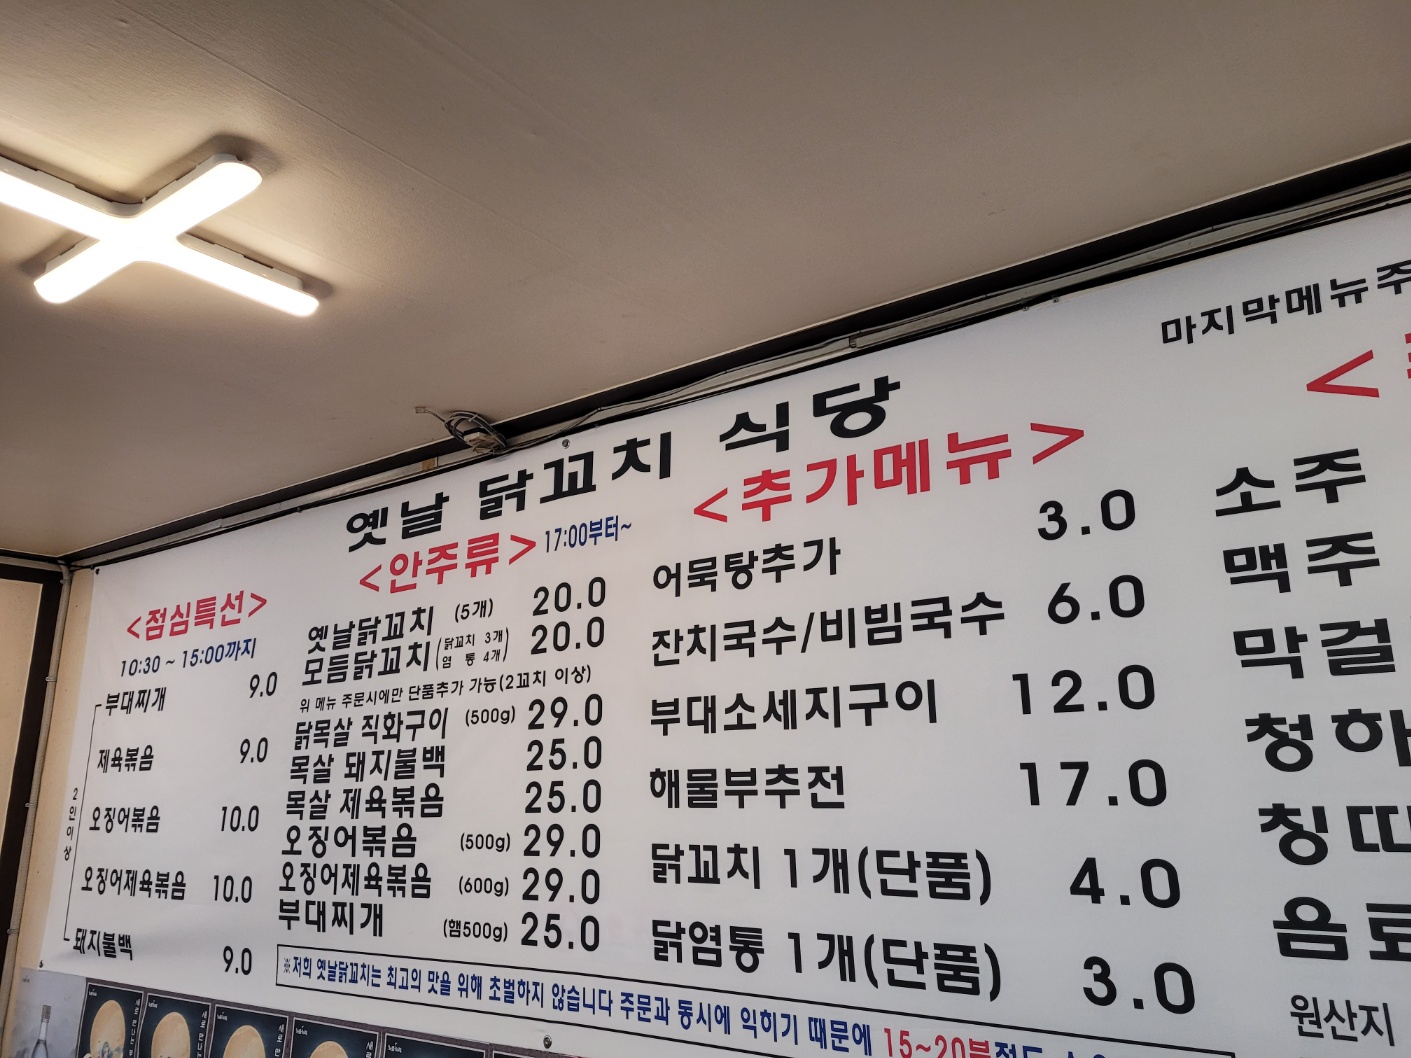 옛날 닭꼬치 식당
<점심특선>
10:30 ~ 15:00까지
2인이상
부대찌개 9.0
제육볶음 9.0
오징어볶음 10.0
오징어제육볶음 10.0
돼지불백 9.0
<안주류> 17:00부터~
옛날닭꼬치 (5개) 20.0
모듬닭꼬치 (닭꼬치 3개 염통 4개) 20.0
위 메뉴 주문시에만 단품추가 가능(2꼬치 이상)
닭목살 직화구이 (500g) 29.0
목살 돼지불백 25.0
목살 제육볶음 25.0
오징어볶음 (500g) 29.0
오징어제육볶음 (600g) 29.0
부대찌개 (햄500g) 25.0
※저희 옛날닭꼬치는 최고의 맛을 위해 초벌하지 않습니다 주문과 동시에 익히기 때문에 15~20분정도
<추가메뉴>
어묵탕추가 3.0
잔치국수/비빔국수 6.0
부대소세지구이 12.0
해물부추전 17.0
닭꼬치 1개(단품) 4.0
닭염통 1개(단품) 3.0
마지막메뉴주
<
소주
맥주
막걸
청하
칭따
음료
원산지